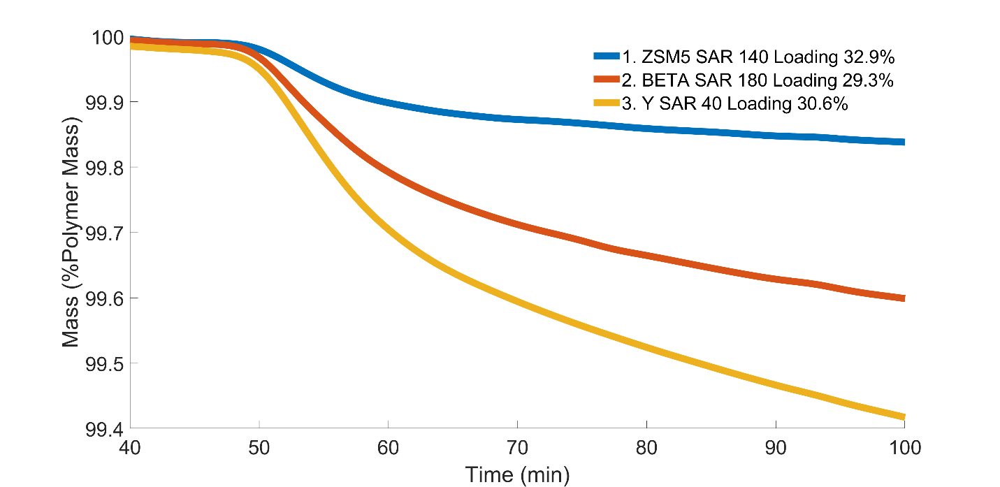 100
99.9
99.8
99.7
99.6
99.5
99.4
Mass (%Polymer Mass)
1. ZSM5 SAR 140 Loading 32.9%
2. BETA SAR 180 Loading 29.3%
3. Y SAR 40 Loading 30.6%
40 50 60 70 80 90 100
Time (min)